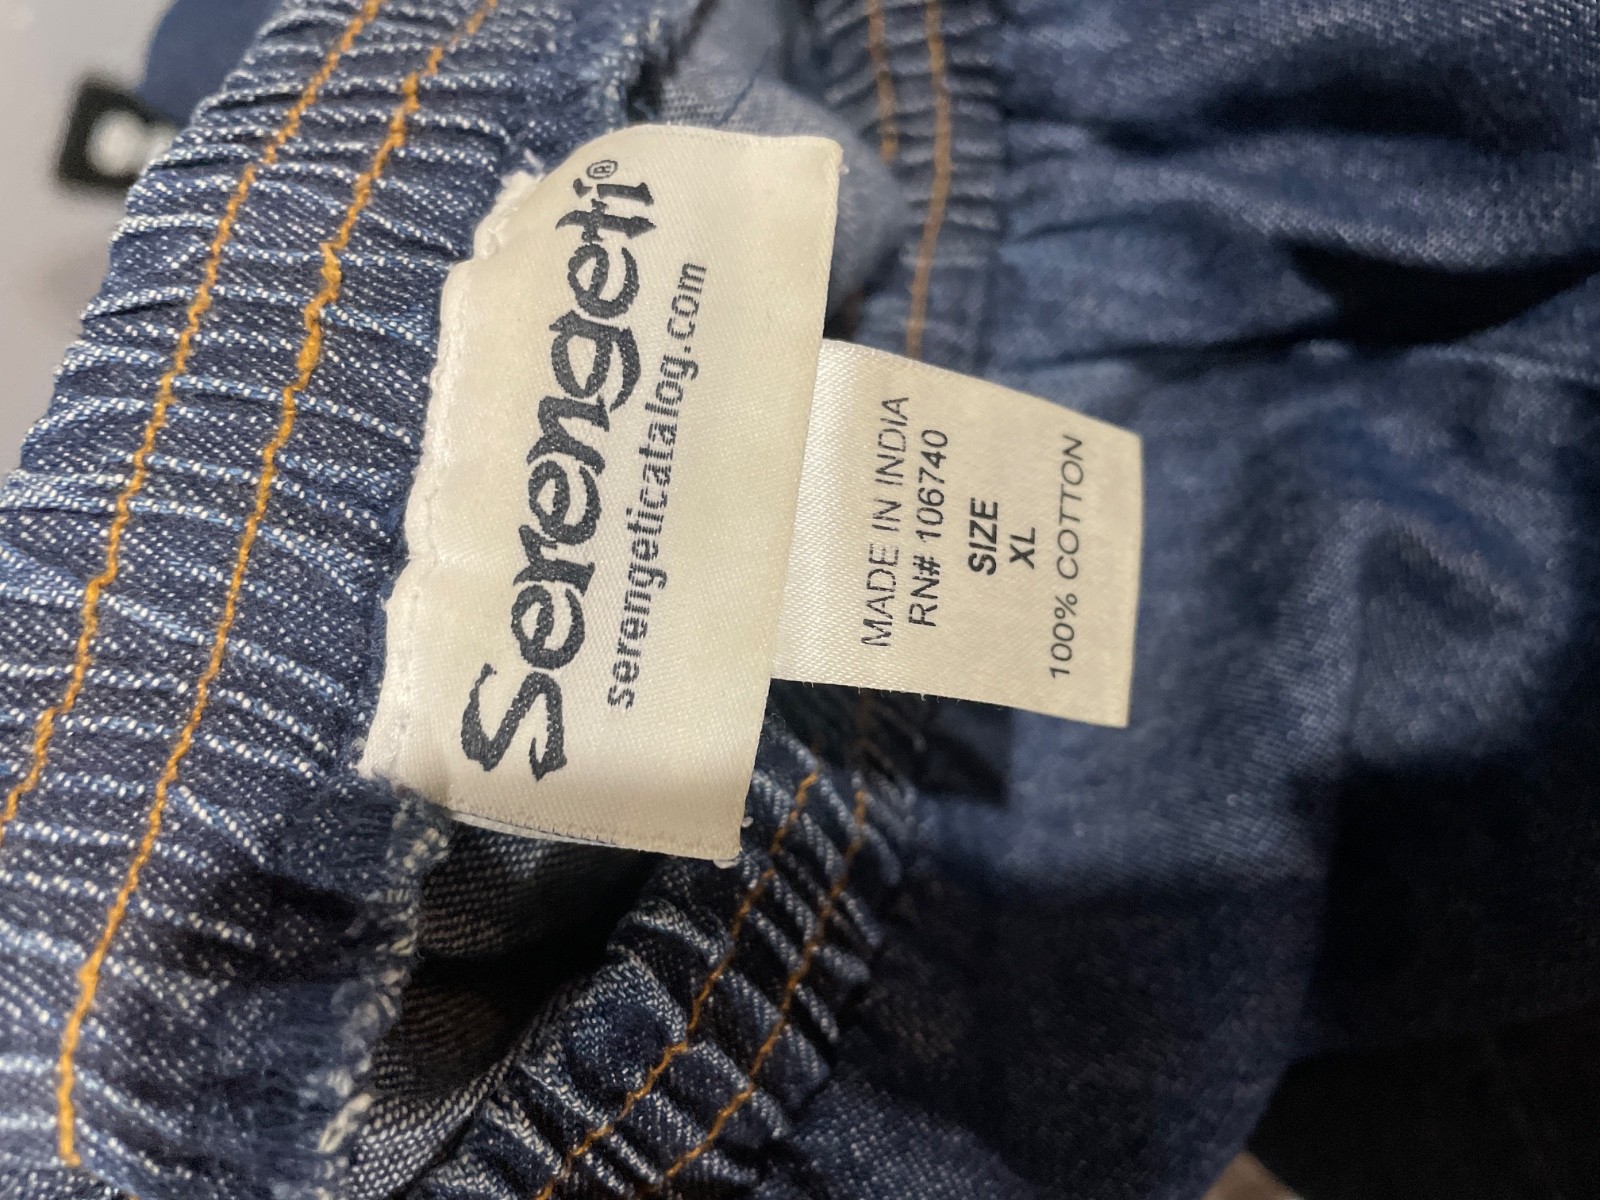 Serengeti®
serengeticatalog.com
MADE IN INDIA
RN# 106740
SIZE
XL
100% COTTON